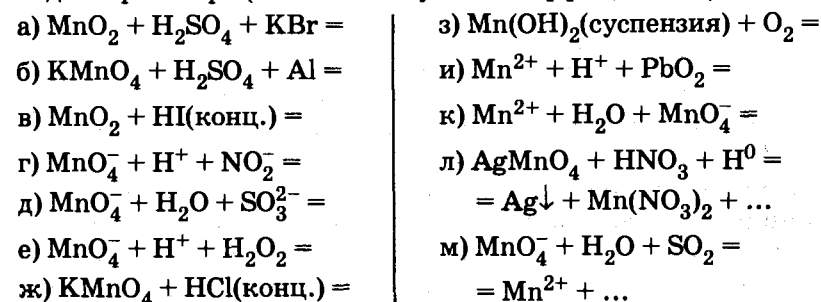 а) MnO₂ + H₂SO₄ + KBr =
б) KMnO₄ + H₂SO₄ + Al =
в) MnO₂ + HI(конц.) =
г) MnO₄⁻ + H⁺ + NO₂⁻ =
д) MnO₄⁻ + H₂O + SO₃²⁻ =
е) MnO₄⁻ + H⁺ + H₂O₂ =
ж) KMnO₄ + HCl(конц.) =
з) Mn(OH)₂(суспензия) + O₂ =
и) Mn²⁺ + H⁺ + PbO₂ =
к) Mn²⁺ + H₂O + MnO₄⁻ =
л) AgMnO₄ + HNO₃ + H⁰ =
= Ag↓ + Mn(NO₃)₂ + ...
м) MnO₄⁻ + H₂O + SO₂ =
= Mn²⁺ + ...